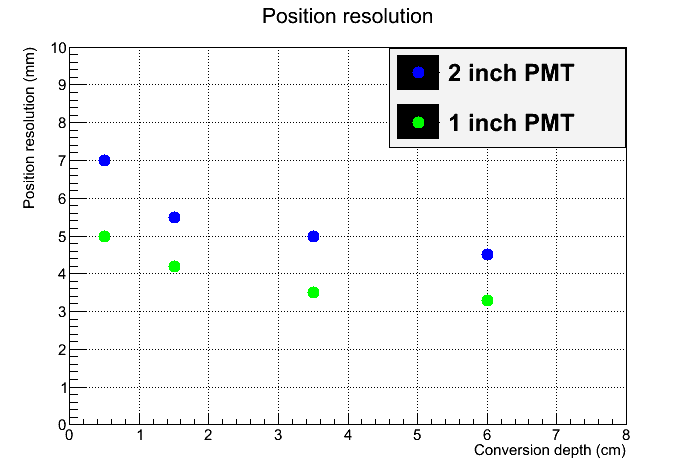 Position resolution
Position resolution (mm)
10
9
8
7
6
5
4
3
2
1
0
2 inch PMT
1 inch PMT
0 1 2 3 4 5 6 7 8
Conversion depth (cm)